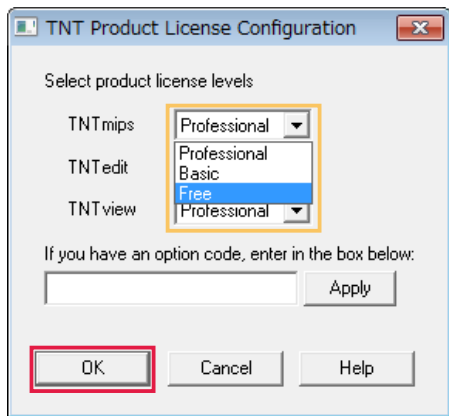 TNT Product License Configuration
Select product license levels
TNTmips Professional
Professional
TNTedit Basic
Free
TNTview Professional
If you have an option code, enter in the box below:
Apply
OK Cancel Help